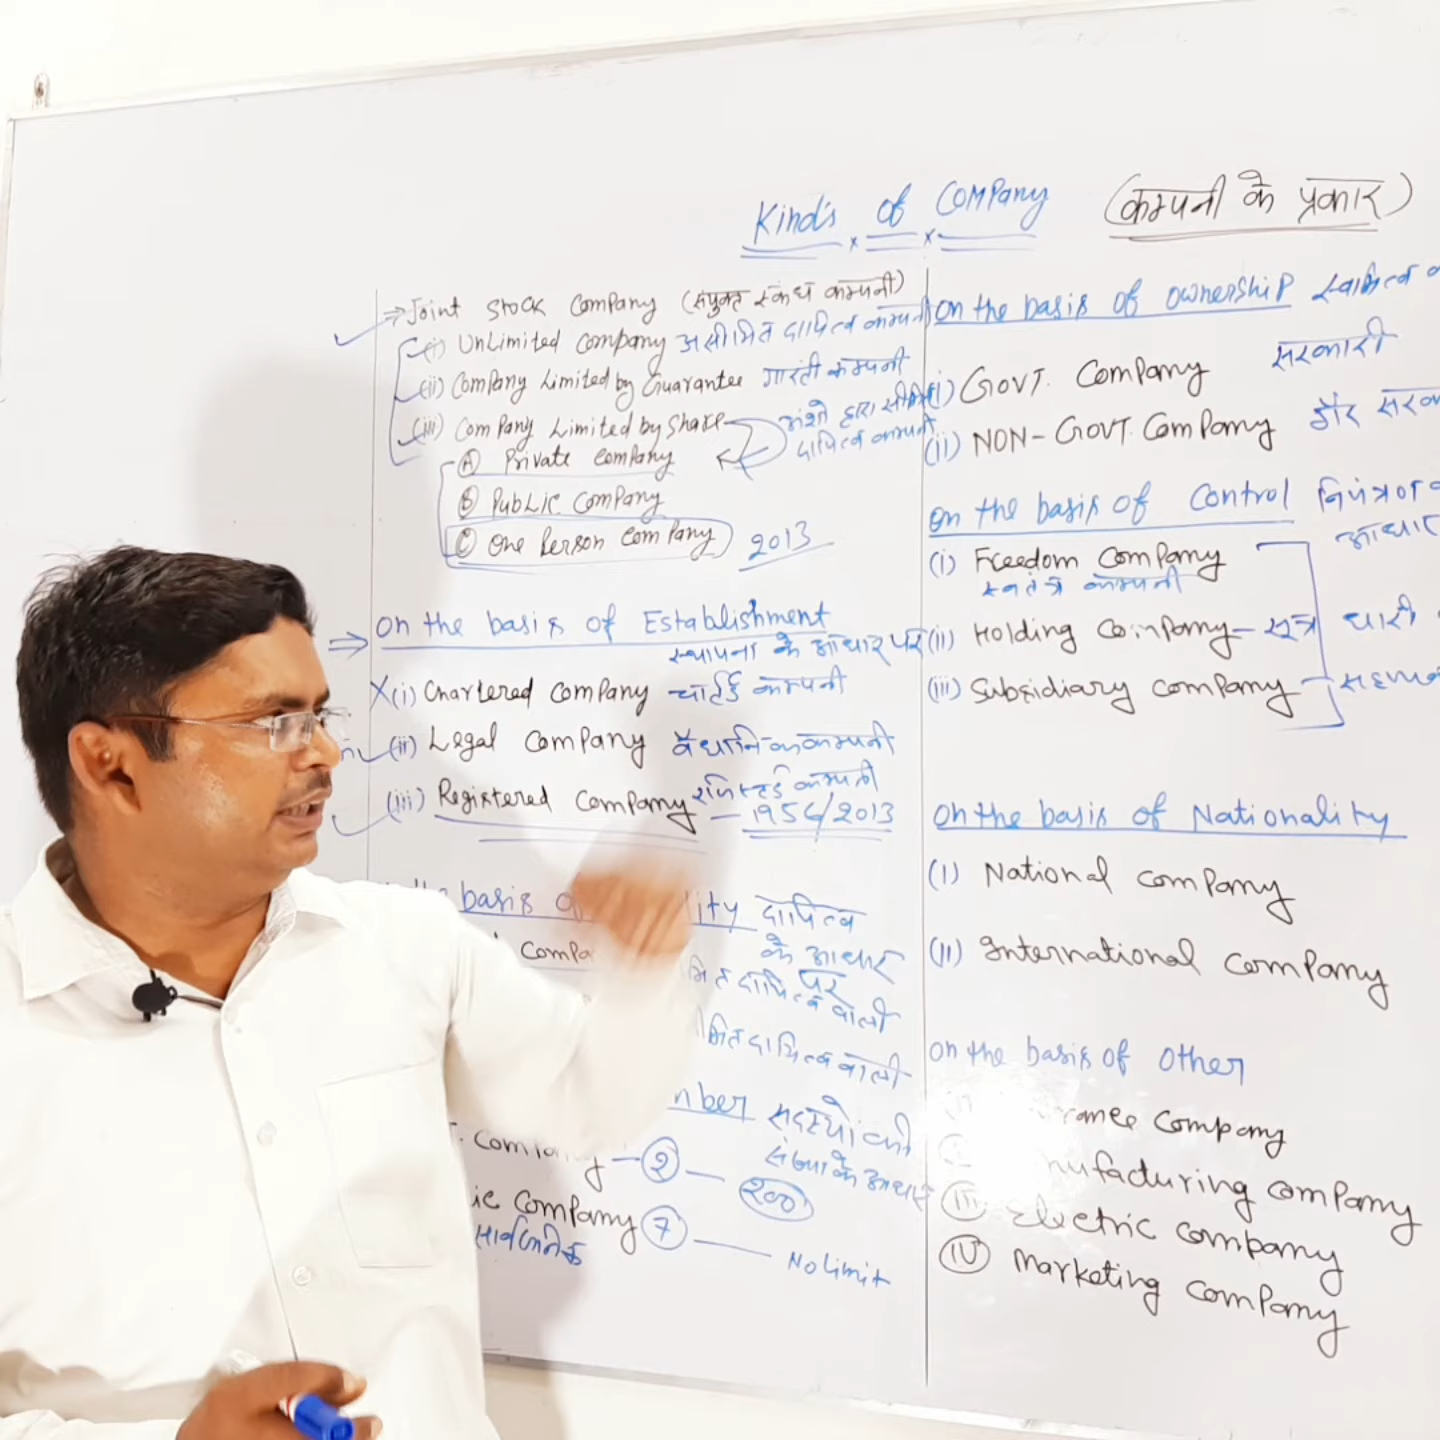 Kind's of Company (कम्पनी के प्रकार)
⇒ Joint Stock Company (संयुक्त स्कंध कम्पनी)
(i) UnLimited Company असीमित दायित्व कम्पनी
(ii) Company Limited by Guarantee गारंटी कम्पनी
(iii) Company Limited by Share अंशो द्वारा सीमित
दायित्व कम्पनी
(A) Private Company
(B) Public Company
(C) One Person Company 2013
⇒ On the basis of Establishment
स्थापना के आधार पर
X (i) Chartered Company चार्टर्ड कम्पनी
(ii) Legal Company वैधानिक कम्पनी
(iii) Registered Company रजिस्टर्ड कम्पनी
— 1956/2013
basis दायित्व
के आधार
पर
दायित्व वाली
दायित्व वाली
सदस्यो की
संख्या के आधार
Company — 2 — 200
Company 7 — No Limit
सार्वजनिक
on the basis of ownership स्वामित्व
(i) Govt. Company सरकारी
(ii) NON-Govt. Company
on the basis of Control नियंत्रण
(i) Freedom Company
स्वतंत्र कम्पनी
(ii) Holding Company - सूत्र धारी
(iii) Subsidiary Company
on the basis of Nationality
(I) National Company
(II) International Company
on the basis of other
Company
Company
(III) Electric Company
(IV) Marketing Company